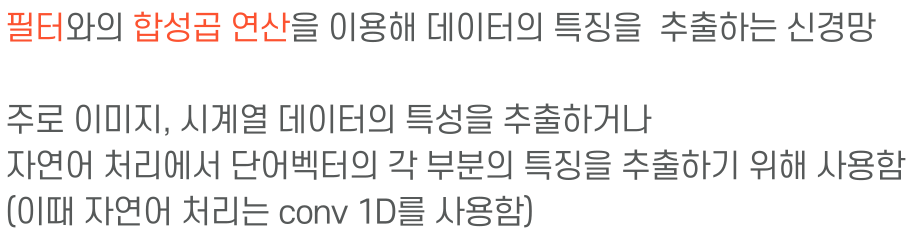 필터와의 합성곱 연산을 이용해 데이터의 특징을 추출하는 신경망
주로 이미지, 시계열 데이터의 특성을 추출하거나
자연어 처리에서 단어벡터의 각 부분의 특징을 추출하기 위해 사용함
(이때 자연어 처리는 conv 1D를 사용함)